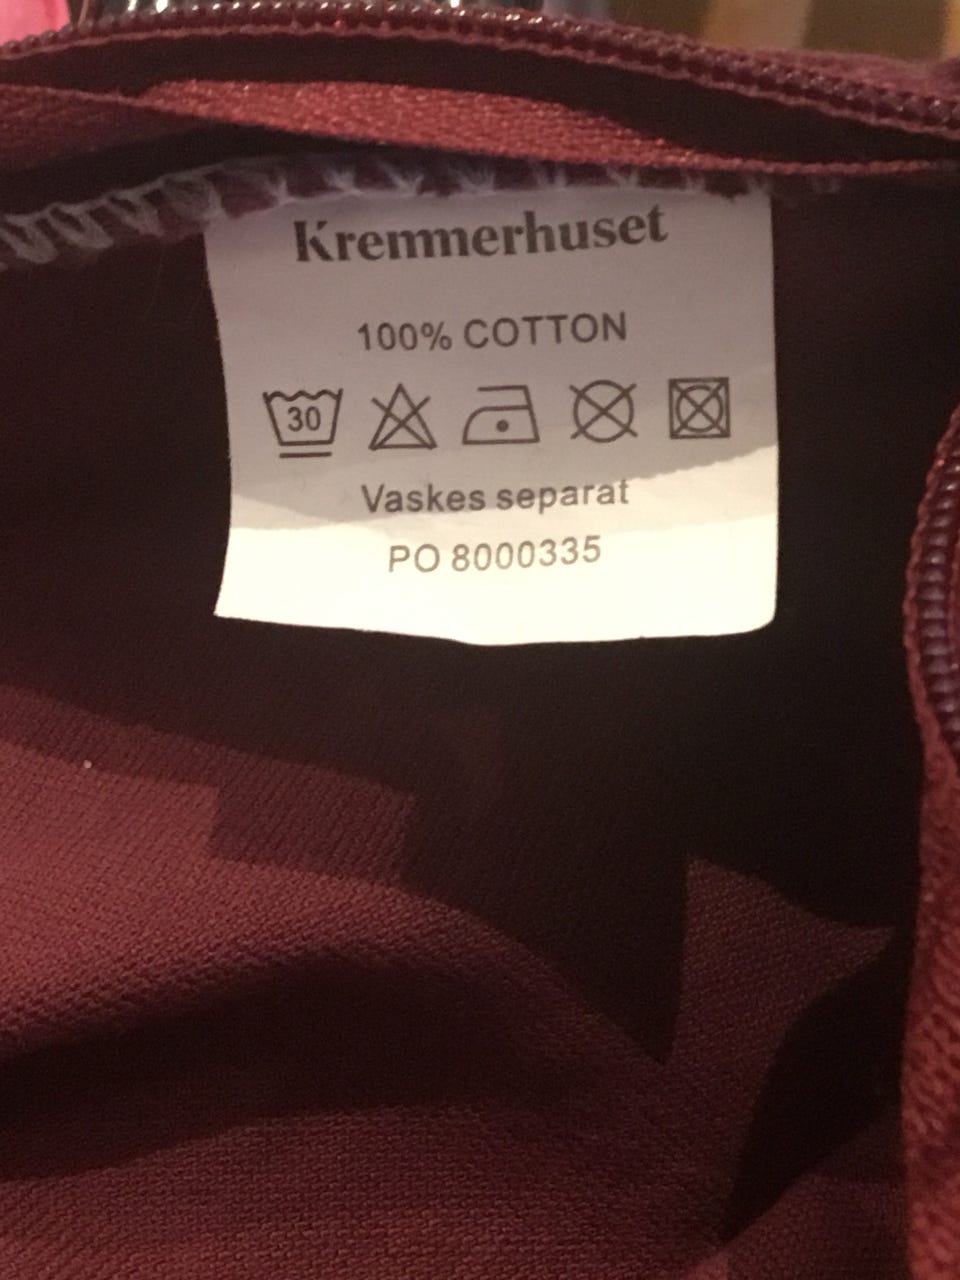 Kremmerhuset
100% COTTON
30
Vaskes separat
PO 8000335